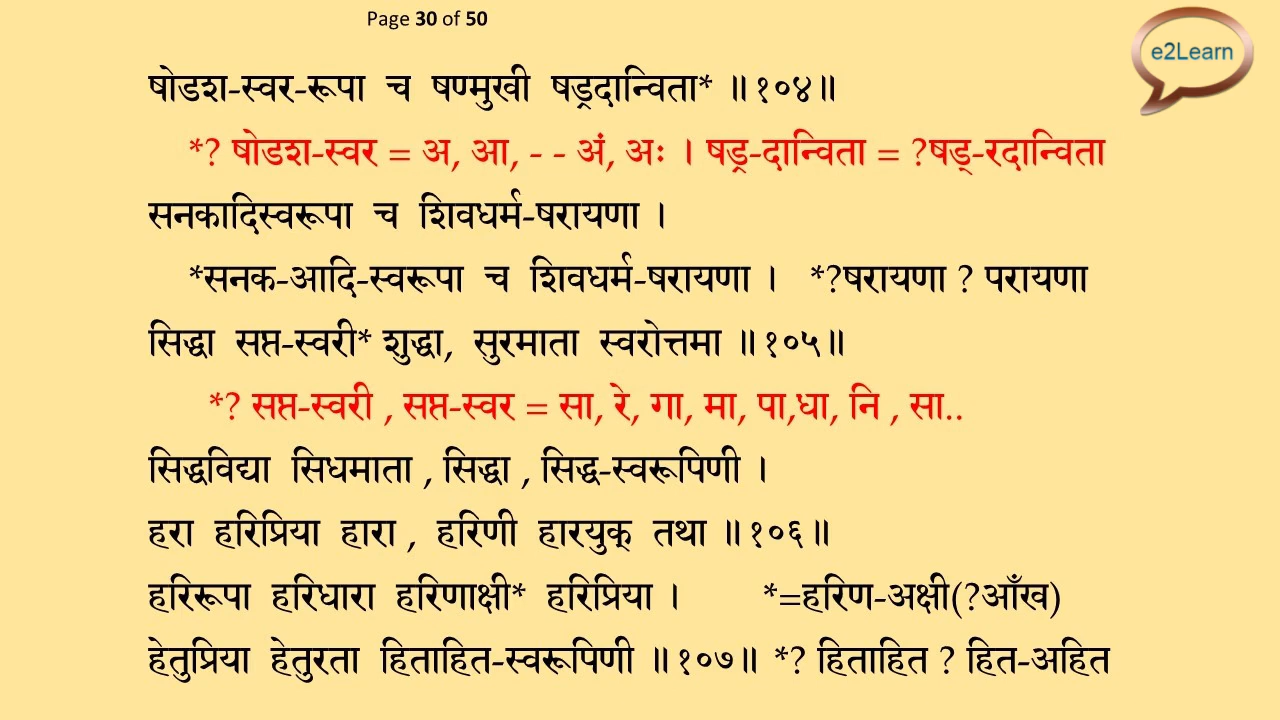 Page 30 of 50
e2Learn
षोडश-स्वर-रूपा च षण्मुखी षड्रदान्विता* ॥१०४॥
*? षोडश-स्वर = अ, आ, - - अं, अः । षड्र-दान्विता = ?षड्-रदान्विता
सनकादिस्वरूपा च शिवधर्म-षरायणा ।
*सनक-आदि-स्वरूपा च शिवधर्म-षरायणा । *?षरायणा ? परायणा
सिद्धा सप्त-स्वरी* शुद्धा, सुरमाता स्वरोत्तमा ॥१०५॥
*? सप्त-स्वरी , सप्त-स्वर = सा, रे, गा, मा, पा,धा, नि , सा..
सिद्धविद्या सिधमाता , सिद्धा , सिद्ध-स्वरूपिणी ।
हरा हरिप्रिया हारा , हरिणी हारयुक् तथा ॥१०६॥
हरिरूपा हरिधारा हरिणाक्षी* हरिप्रिया । *=हरिण-अक्षी(?आँख)
हेतुप्रिया हेतुरता हिताहित-स्वरूपिणी ॥१०७॥ *? हिताहित ? हित-अहित